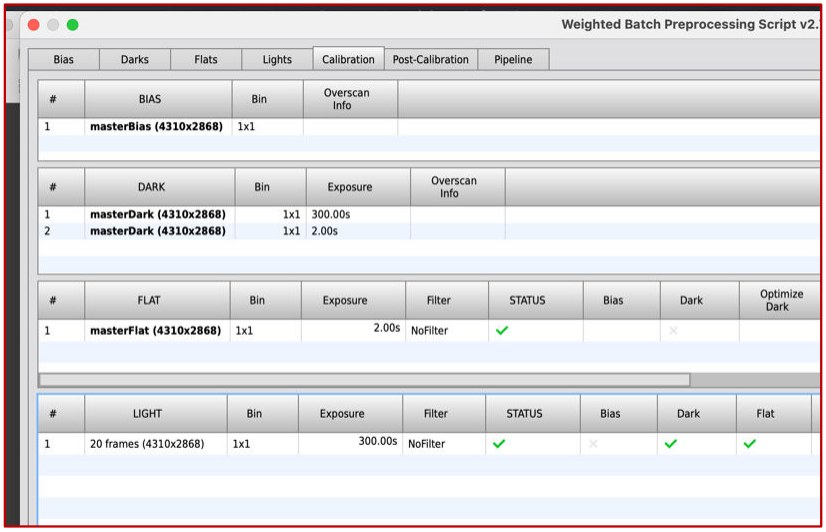 Weighted Batch Preprocessing Script v2.
Bias Darks Flats Lights Calibration Post-Calibration Pipeline
# BIAS Bin Overscan Info
1 masterBias (4310x2868) 1x1
# DARK Bin Exposure Overscan Info
1 masterDark (4310x2868) 1x1 300.00s
2 masterDark (4310x2868) 1x1 2.00s
# FLAT Bin Exposure Filter STATUS Bias Dark Optimize Dark
1 masterFlat (4310x2868) 1x1 2.00s NoFilter
# LIGHT Bin Exposure Filter STATUS Bias Dark Flat
1 20 frames (4310x2868) 1x1 300.00s NoFilter